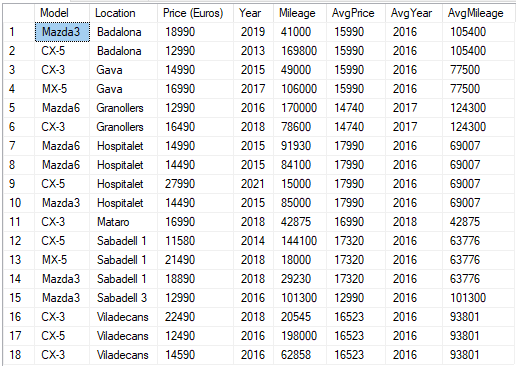 Model Location Price (Euros) Year Mileage AvgPrice AvgYear AvgMileage
1 Mazda3 Badalona 18990 2019 41000 15990 2016 105400
2 CX-5 Badalona 12990 2013 169800 15990 2016 105400
3 CX-3 Gava 14990 2015 49000 15990 2016 77500
4 MX-5 Gava 16990 2017 106000 15990 2016 77500
5 Mazda6 Granollers 12990 2016 170000 14740 2017 124300
6 CX-3 Granollers 16490 2018 78600 14740 2017 124300
7 Mazda6 Hospitalet 14990 2015 91930 17990 2016 69007
8 Mazda6 Hospitalet 14490 2015 84100 17990 2016 69007
9 CX-5 Hospitalet 27990 2021 15000 17990 2016 69007
10 Mazda3 Hospitalet 14490 2015 85000 17990 2016 69007
11 CX-3 Mataro 16990 2018 42875 16990 2018 42875
12 CX-5 Sabadell 1 11580 2014 144100 17320 2016 63776
13 MX-5 Sabadell 1 21490 2018 18000 17320 2016 63776
14 Mazda3 Sabadell 1 18890 2018 29230 17320 2016 63776
15 Mazda3 Sabadell 3 12990 2016 101300 12990 2016 101300
16 CX-3 Viladecans 22490 2018 20545 16523 2016 93801
17 CX-5 Viladecans 12490 2016 198000 16523 2016 93801
18 CX-3 Viladecans 14590 2016 62858 16523 2016 93801